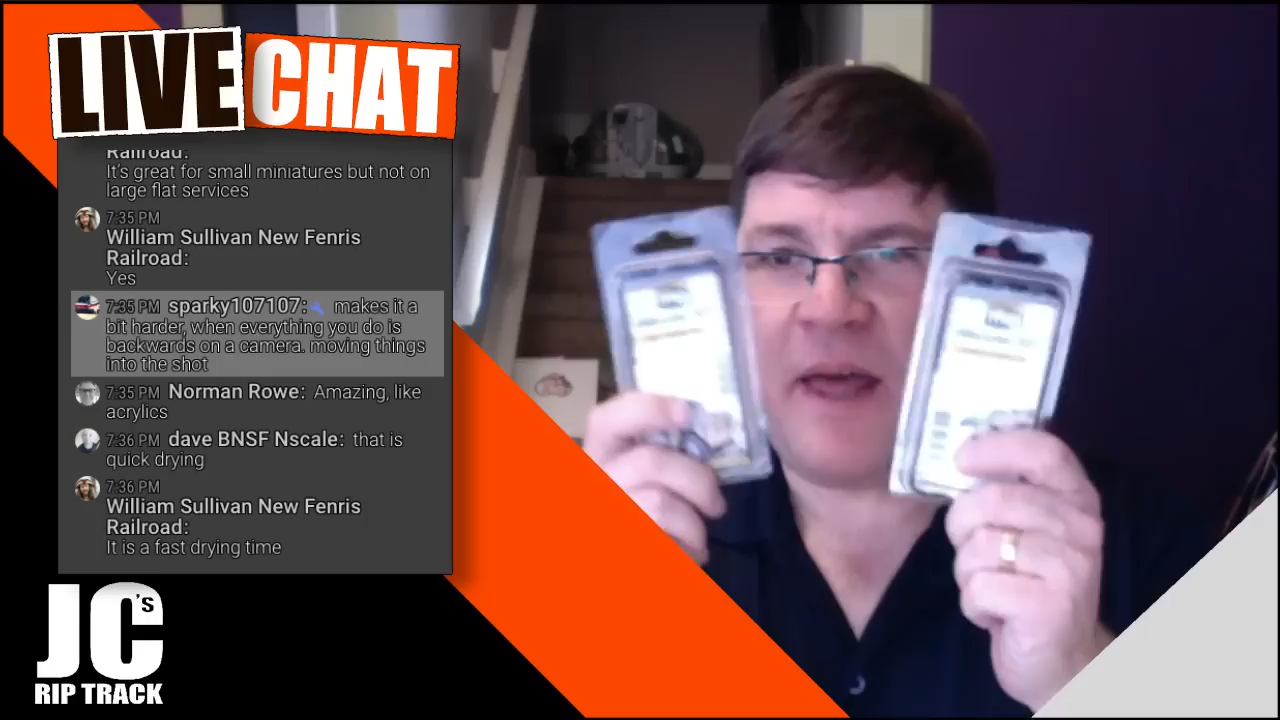 LIVE CHAT
Railroad:
It's great for small miniatures but not on
large flat services
7:35 PM
William Sullivan New Fenris
Railroad:
Yes
7:35 PM sparky107107: makes it a
bit harder, when everything you do is
backwards on a camera. moving things
into the shot
7:35 PM Norman Rowe: Amazing, like
acrylics
7:36 PM dave BNSF Nscale: that is
quick drying
7:36 PM
William Sullivan New Fenris
Railroad:
It is a fast drying time
JC's
RIP TRACK